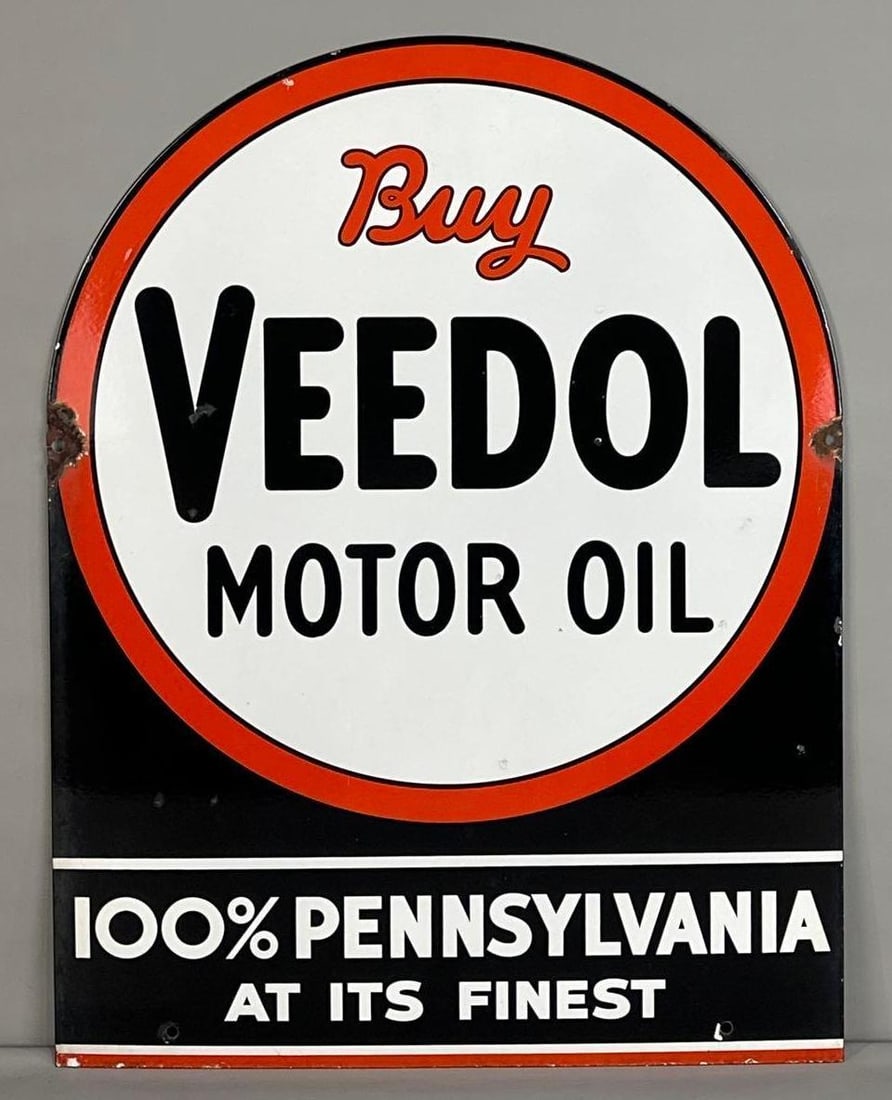 Buy
VEEDOL
MOTOR OIL
100% PENNSYLVANIA
AT ITS FINEST